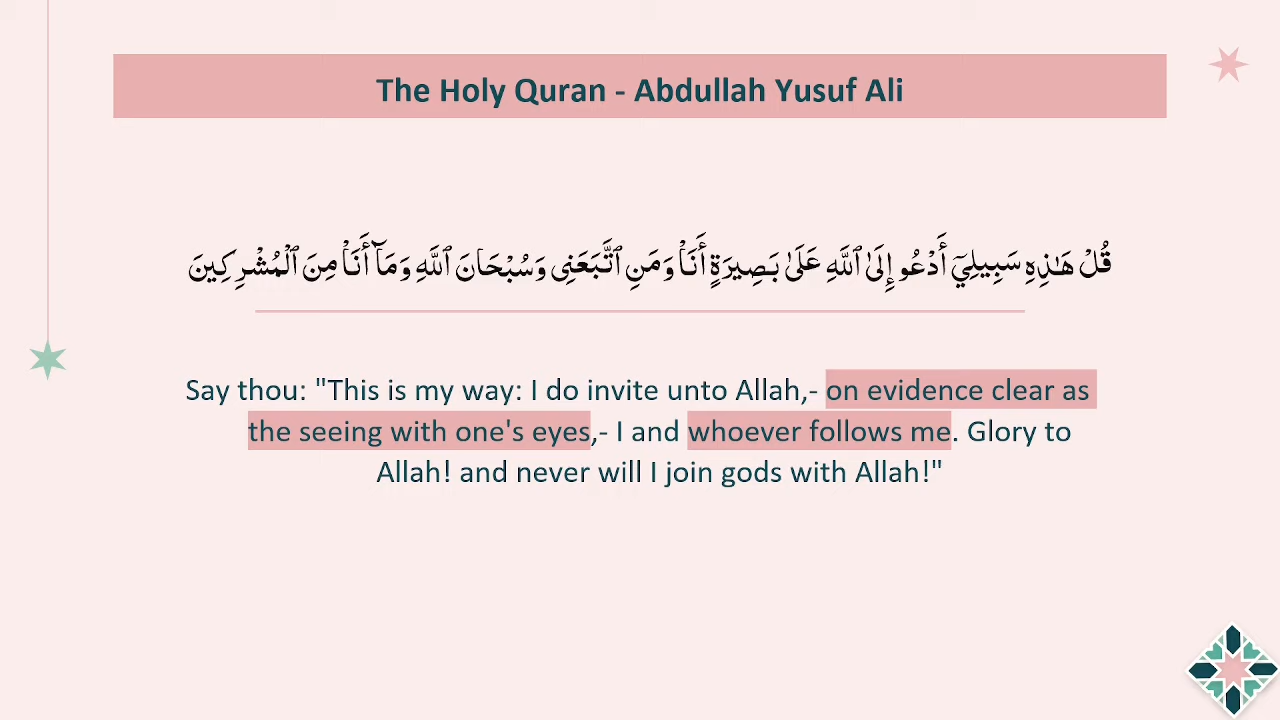 The Holy Quran - Abdullah Yusuf Ali
قُلْ هَـٰذِهِ سَبِيلِيٓ أَدْعُو إِلَىٰ ٱللَّهِ عَلَىٰ بَصِيرَةٍ أَنَا۠ وَمَنِ ٱتَّبَعَنِى وَسُبْحَانَ ٱللَّهِ وَمَآ أَنَا۠ مِنَ ٱلْمُشْرِكِينَ
Say thou: "This is my way: I do invite unto Allah,- on evidence clear as
the seeing with one's eyes,- I and whoever follows me. Glory to
Allah! and never will I join gods with Allah!"